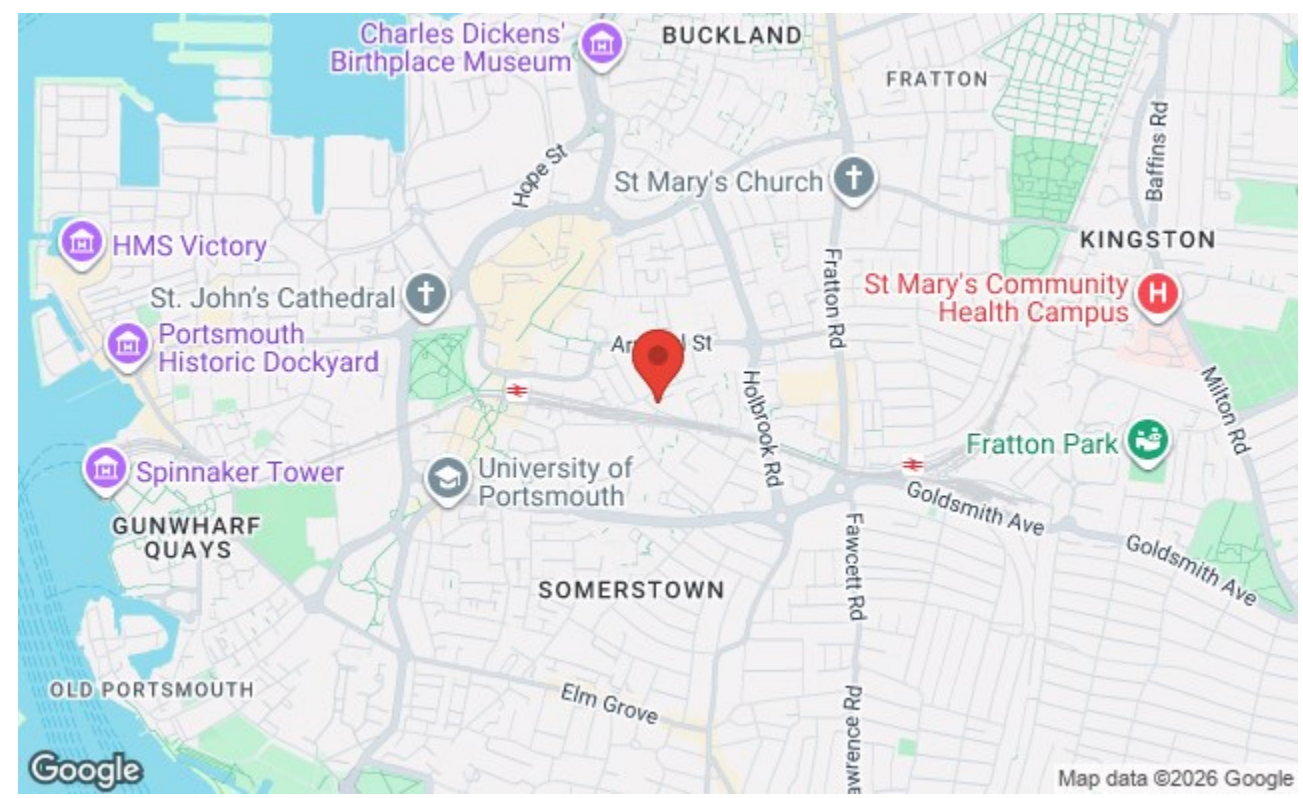 Charles Dickens'
Birthplace Museum
BUCKLAND
FRATTON
Baffins Rd
Hope St
St Mary's Church
HMS Victory
KINGSTON
St. John's Cathedral
Fratton Rd
St Mary's Community
Health Campus
H
Portsmouth
Historic Dockyard
St
Holbrook Rd
Milton Rd
Fratton Park
Spinnaker Tower
University of
Portsmouth
Goldsmith Ave
GUNWHARF
QUAYS
Fawcett Rd
Goldsmith Ave
SOMERSTOWN
OLD PORTSMOUTH
Elm Grove
Rd
Google
Map data ©2026 Google